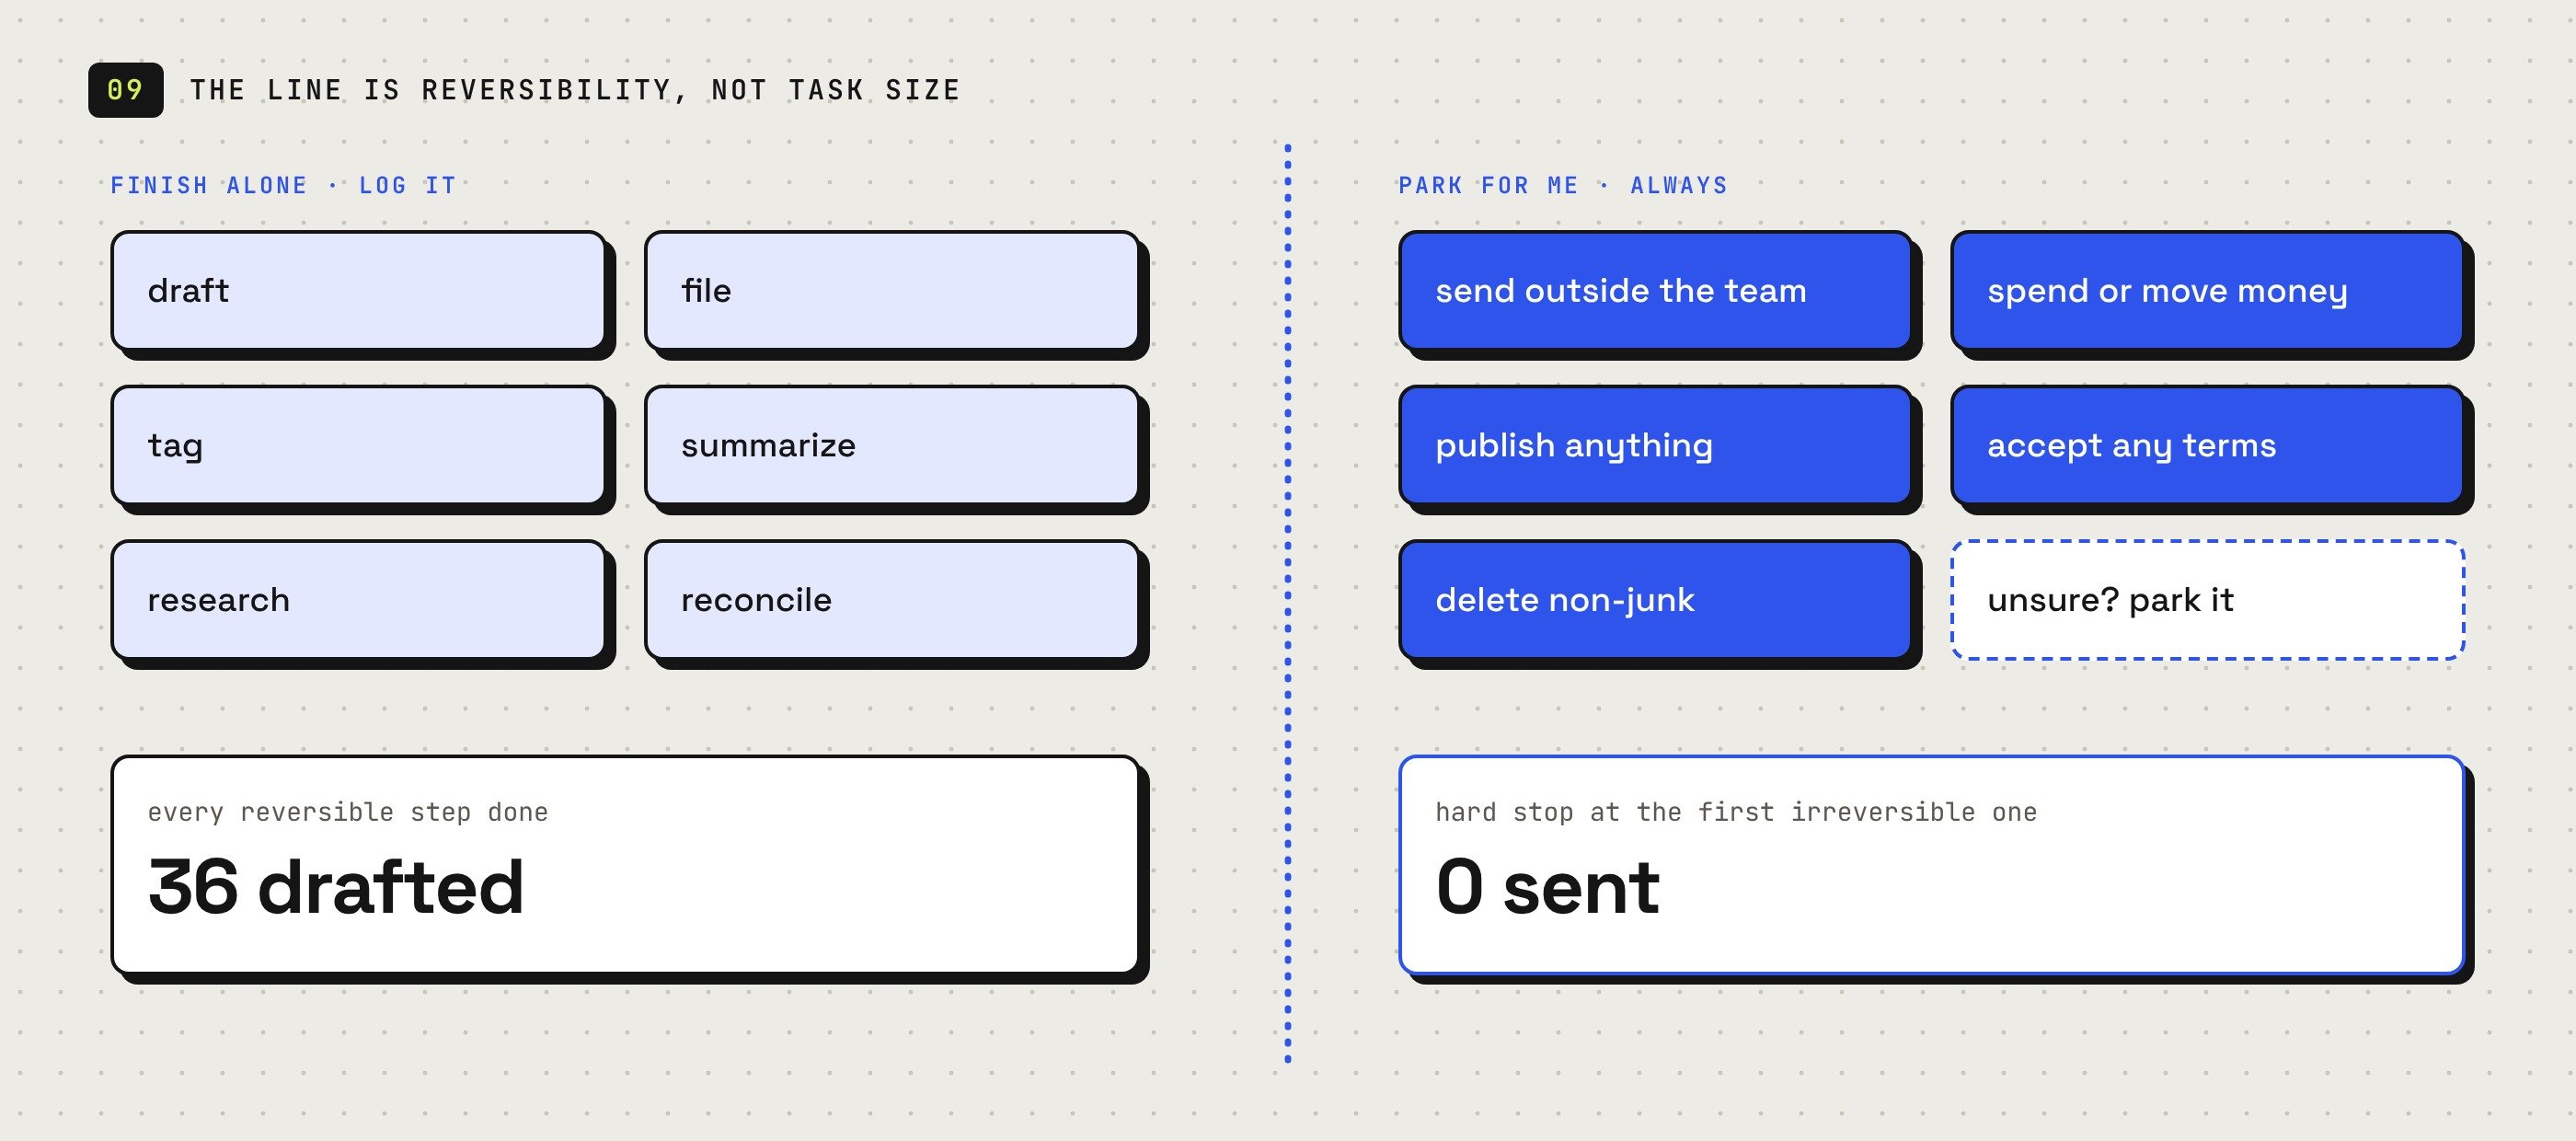 09 THE LINE IS REVERSIBILITY, NOT TASK SIZE
FINISH ALONE · LOG IT
draft
file
tag
summarize
research
reconcile
every reversible step done
36 drafted
PARK FOR ME · ALWAYS
send outside the team
spend or move money
publish anything
accept any terms
delete non-junk
unsure? park it
hard stop at the first irreversible one
0 sent